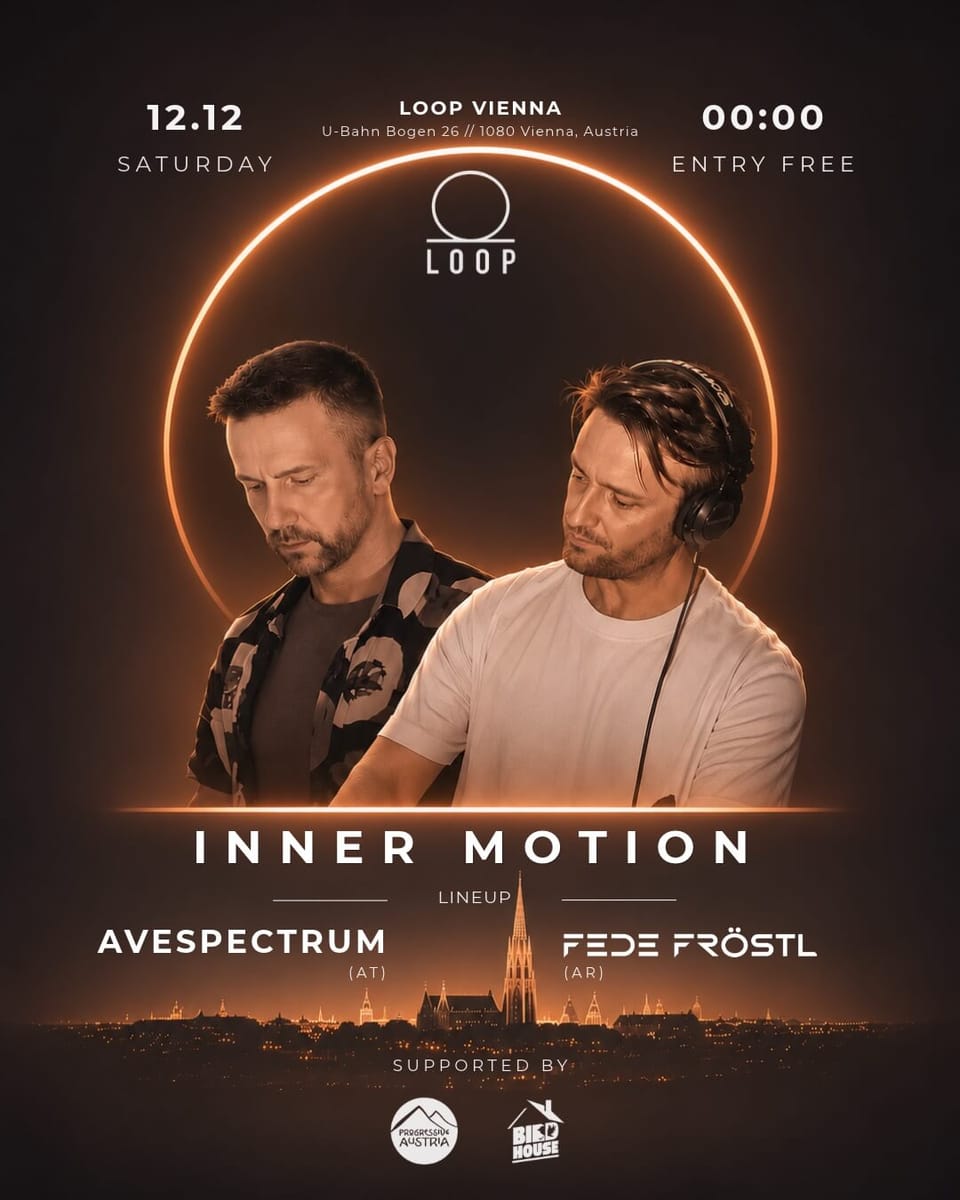 12.12
SATURDAY
LOOP VIENNA
U-Bahn Bogen 26 // 1080 Vienna, Austria
00:00
ENTRY FREE
LOOP
INNER MOTION
LINEUP
AVESPECTRUM
(AT)
FEDE FRÖSTL
(AR)
SUPPORTED BY
PROGRESSIVE
AUSTRIA
HOUSE